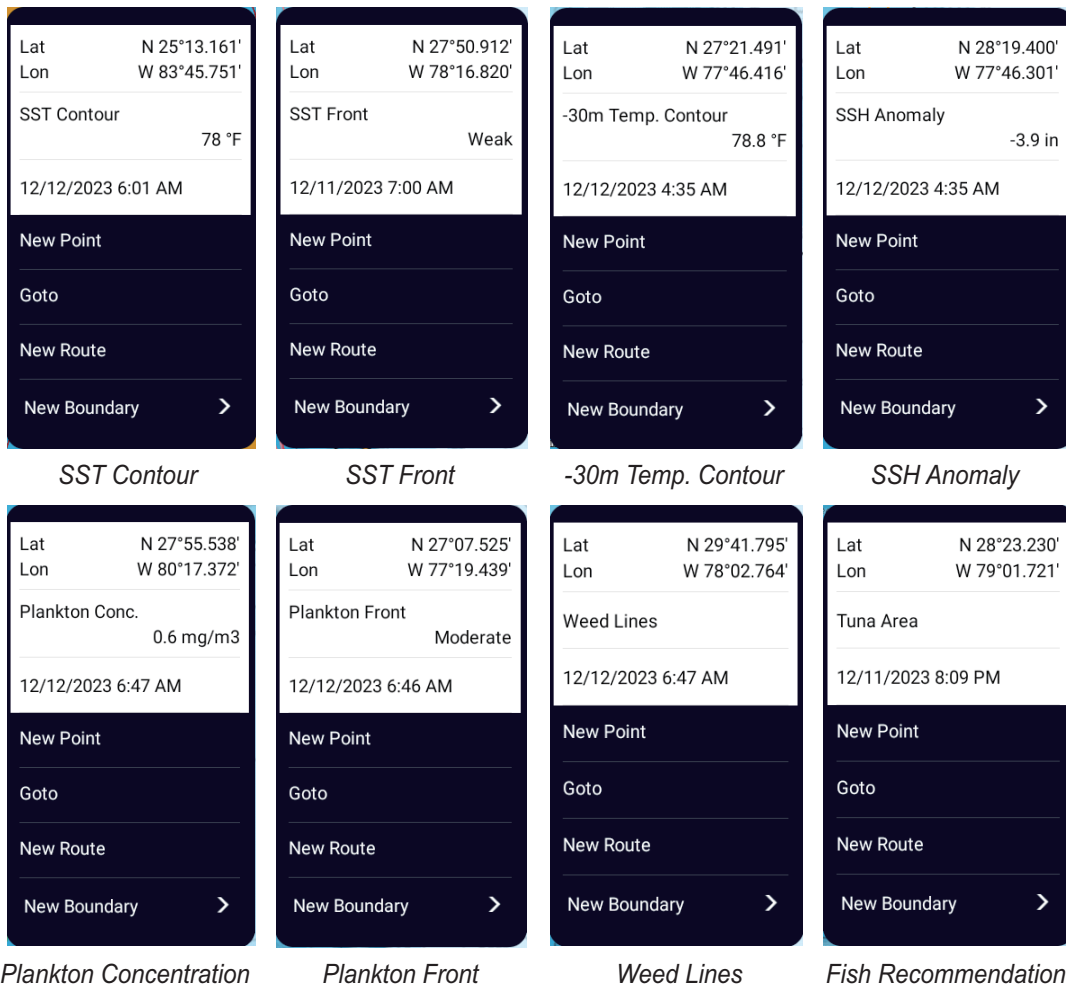 Lat N 25°13.161'
Lon W 83°45.751'
SST Contour
78 °F
12/12/2023 6:01 AM
New Point
Goto
New Route
New Boundary
SST Contour
Lat N 27°50.912'
Lon W 78°16.820'
SST Front
Weak
12/11/2023 7:00 AM
New Point
Goto
New Route
New Boundary
SST Front
Lat N 27°21.491'
Lon W 77°46.416'
-30m Temp. Contour
78.8 °F
12/12/2023 4:35 AM
New Point
Goto
New Route
New Boundary
-30m Temp. Contour
Lat N 28°19.400'
Lon W 77°46.301'
SSH Anomaly
-3.9 in
12/12/2023 4:35 AM
New Point
Goto
New Route
New Boundary
SSH Anomaly
Lat N 27°55.538'
Lon W 80°17.372'
Plankton Conc.
0.6 mg/m3
12/12/2023 6:47 AM
New Point
Goto
New Route
New Boundary
Plankton Concentration
Lat N 27°07.525'
Lon W 77°19.439'
Plankton Front
Moderate
12/12/2023 6:46 AM
New Point
Goto
New Route
New Boundary
Plankton Front
Lat N 29°41.795'
Lon W 78°02.764'
Weed Lines
12/12/2023 6:47 AM
New Point
Goto
New Route
New Boundary
Weed Lines
Lat N 28°23.230'
Lon W 79°01.721'
Tuna Area
12/11/2023 8:09 PM
New Point
Goto
New Route
New Boundary
Fish Recommendation